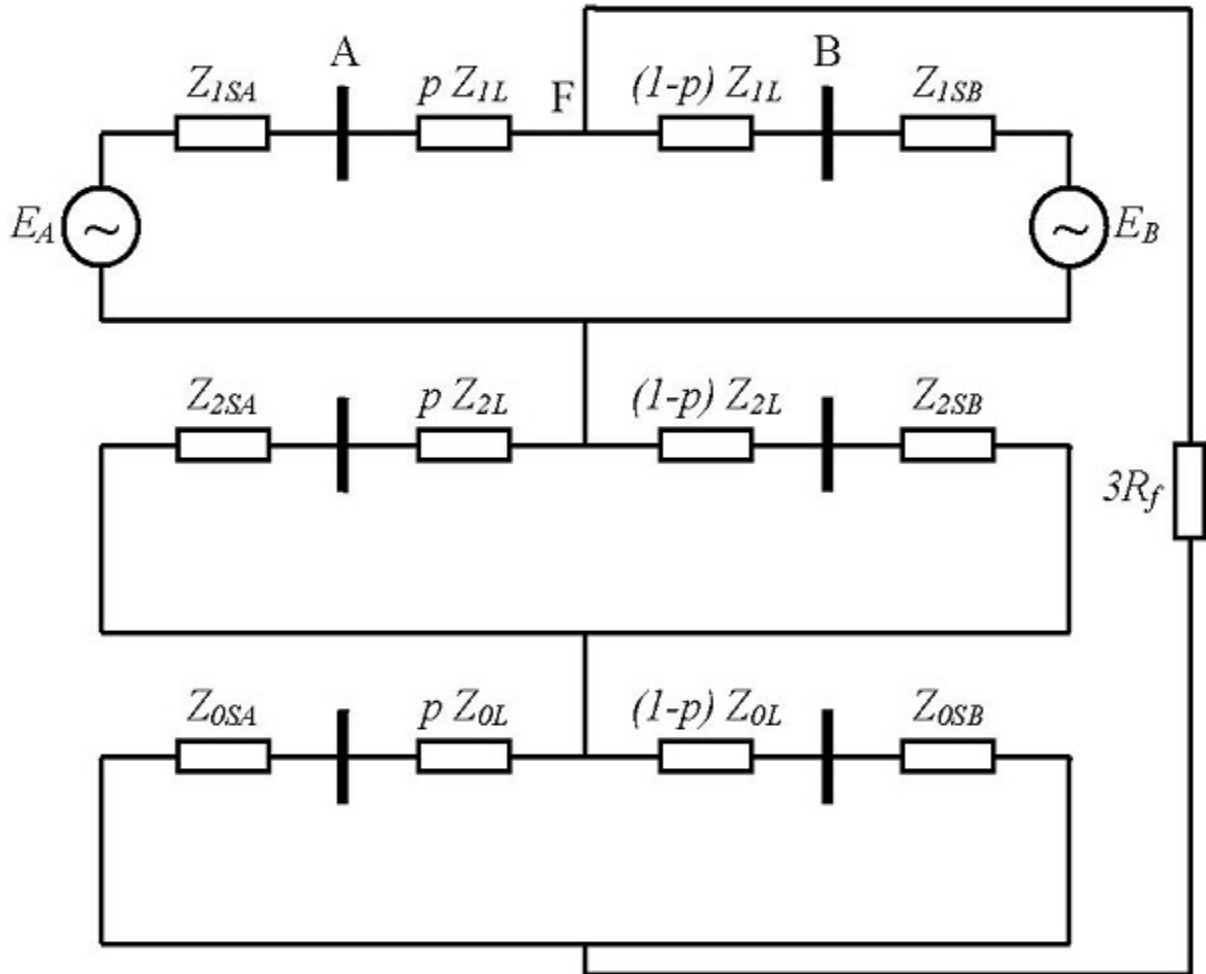 A B
Z1SA p Z1L F (1-p) Z1L Z1SB
EA ~ ~ EB
Z2SA p Z2L (1-p) Z2L Z2SB
3Rf
Z0SA p Z0L (1-p) Z0L Z0SB